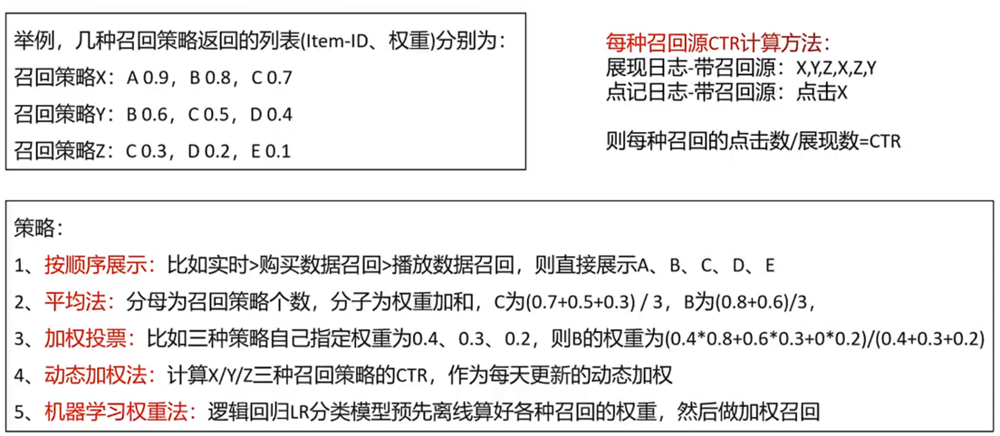 举例，几种召回策略返回的列表(Item-ID、权重)分别为：
召回策略X：A 0.9，B 0.8，C 0.7
召回策略Y：B 0.6，C 0.5，D 0.4
召回策略Z：C 0.3，D 0.2，E 0.1
每种召回源CTR计算方法：
展现日志-带召回源：X,Y,Z,X,Z,Y
点记日志-带召回源：点击X
则每种召回的点击数/展现数=CTR
策略：
1、按顺序展示：比如实时>购买数据召回>播放数据召回，则直接展示A、B、C、D、E
2、平均法：分母为召回策略个数，分子为权重加和，C为(0.7+0.5+0.3) / 3，B为(0.8+0.6)/3，
3、加权投票：比如三种策略自己指定权重为0.4、0.3、0.2，则B的权重为(0.4*0.8+0.6*0.3+0*0.2)/(0.4+0.3+0.2)
4、动态加权法：计算X/Y/Z三种召回策略的CTR，作为每天更新的动态加权
5、机器学习权重法：逻辑回归LR分类模型预先离线算好各种召回的权重，然后做加权召回